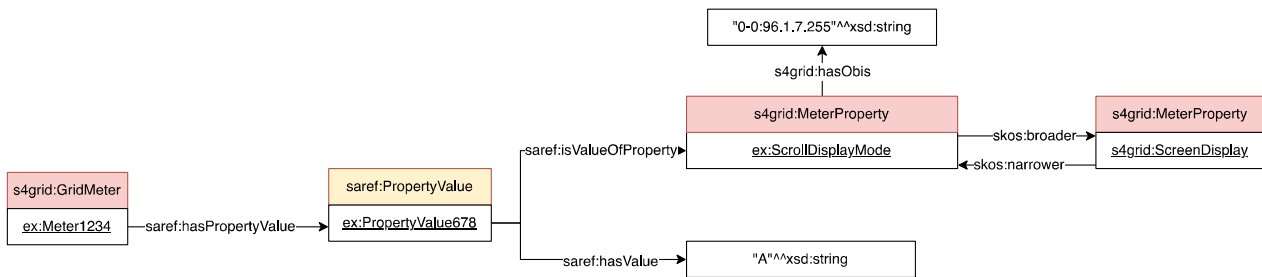 "0-0:96.1.7.255"^^xsd:string
s4grid:hasObis
s4grid:MeterProperty
ex:ScrollDisplayMode
s4grid:MeterProperty
s4grid:ScreenDisplay
skos:broader
skos:narrower
saref:isValueOfProperty
s4grid:GridMeter
ex:Meter1234
saref:hasPropertyValue
saref:PropertyValue
ex:PropertyValue678
saref:hasValue
"A"^^xsd:string